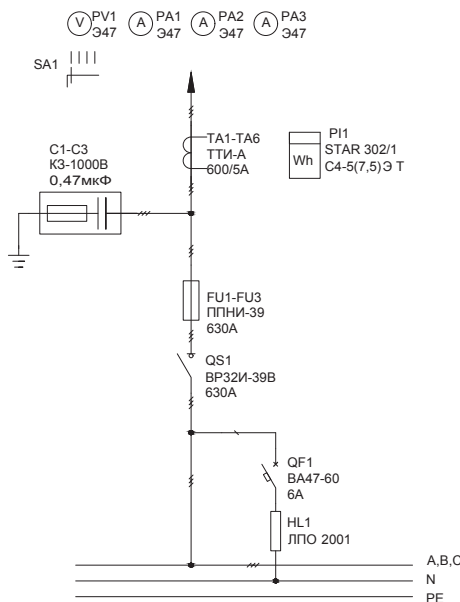 V PV1 Э47
A PA1 Э47
A PA2 Э47
A PA3 Э47
SA1
TA1-TA6
ТТИ-А
600/5А
PI1
Wh
STAR 302/1
С4-5(7,5)Э Т
C1-C3
КЗ-1000В
0,47мкФ
FU1-FU3
ППНИ-39
630А
QS1
ВР32И-39В
630А
QF1
ВА47-60
6А
HL1
ЛПО 2001
A,B,C
N
PE